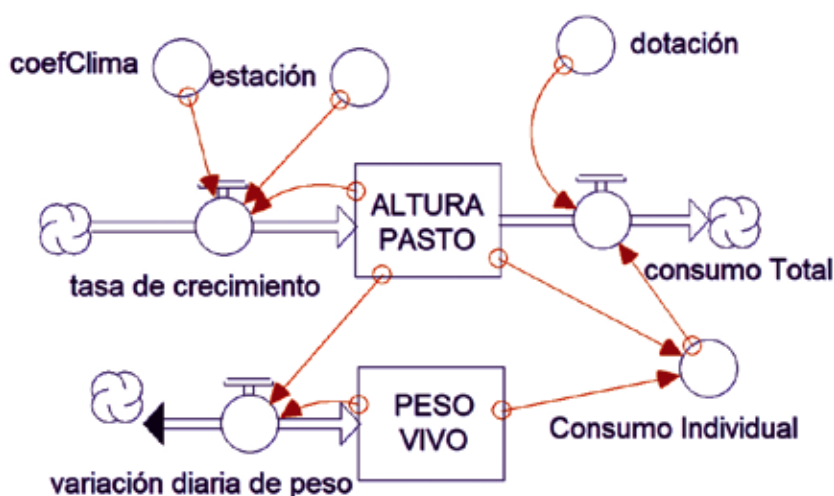 coefClima
estación
dotación
ALTURA
PASTO
tasa de crecimiento
consumo Total
PESO
VIVO
Consumo Individual
variación diaria de peso